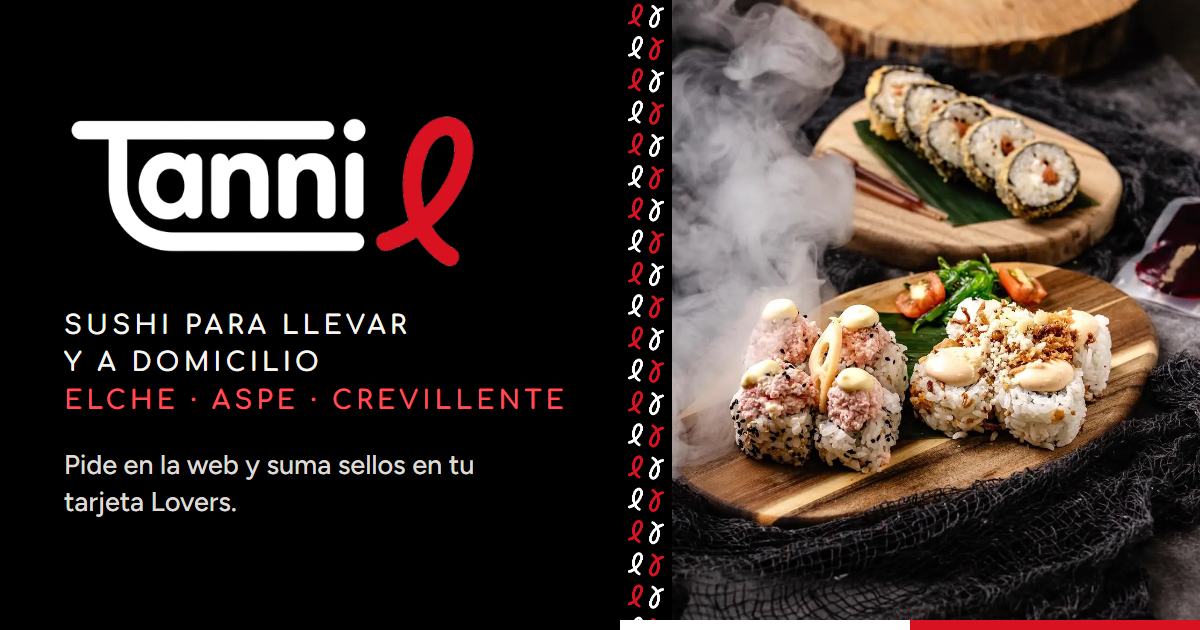 Tanni
SUSHI PARA LLEVAR
Y A DOMICILIO
ELCHE · ASPE · CREVILLENTE
Pide en la web y suma sellos en tu
tarjeta Lovers.